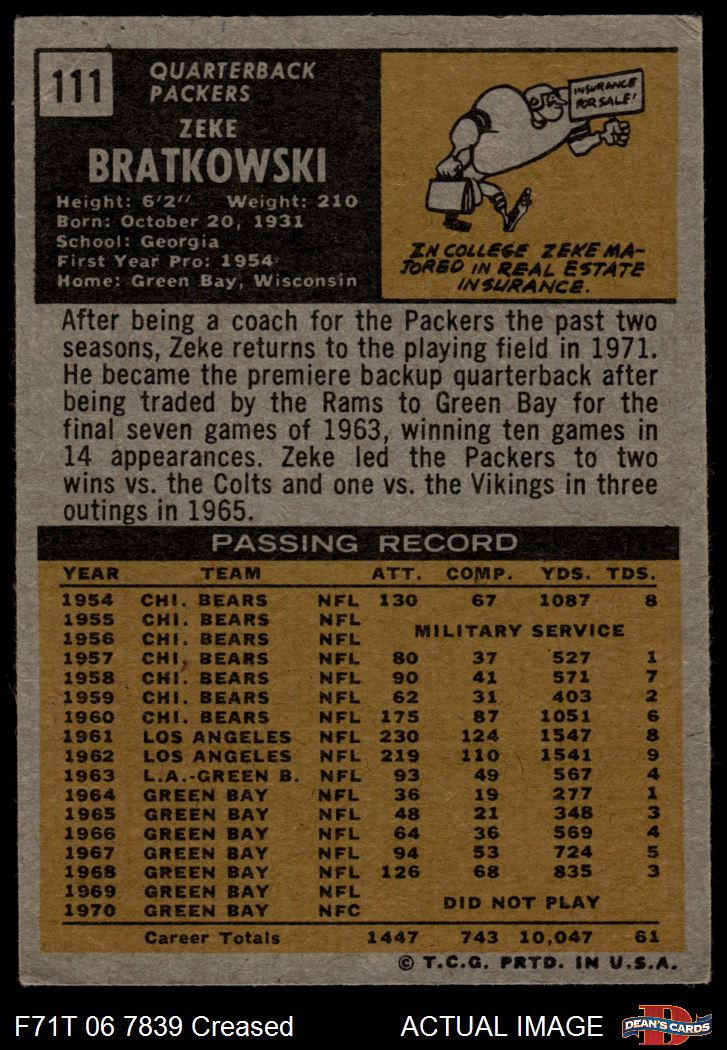 111
QUARTERBACK
PACKERS
ZEKE
BRATKOWSKI
Height: 6'2" Weight: 210
Born: October 20, 1931
School: Georgia
First Year Pro: 1954
Home: Green Bay, Wisconsin
INSURANCE
FOR SALE!
IN COLLEGE ZEKE MA-
JORED IN REAL ESTATE
INSURANCE.
After being a coach for the Packers the past two
seasons, Zeke returns to the playing field in 1971.
He became the premiere backup quarterback after
being traded by the Rams to Green Bay for the
final seven games of 1963, winning ten games in
14 appearances. Zeke led the Packers to two
wins vs. the Colts and one vs. the Vikings in three
outings in 1965.
PASSING RECORD
YEAR TEAM ATT. COMP. YDS. TDS.
1954 CHI. BEARS NFL 130 67 1087 8
1955 CHI. BEARS NFL
1956 CHI. BEARS NFL MILITARY SERVICE
1957 CHI. BEARS NFL 80 37 527 1
1958 CHI. BEARS NFL 90 41 571 7
1959 CHI. BEARS NFL 62 31 403 2
1960 CHI. BEARS NFL 175 87 1051 6
1961 LOS ANGELES NFL 230 124 1547 8
1962 LOS ANGELES NFL 219 110 1541 9
1963 L.A.-GREEN B. NFL 93 49 567 4
1964 GREEN BAY NFL 36 19 277 1
1965 GREEN BAY NFL 48 21 348 3
1966 GREEN BAY NFL 64 36 569 4
1967 GREEN BAY NFL 94 53 724 5
1968 GREEN BAY NFL 126 68 835 3
1969 GREEN BAY NFL
1970 GREEN BAY NFC DID NOT PLAY
Career Totals 1447 743 10,047 61
© T.C.G. PRTD. IN U.S.A.
F71T 06 7839 Creased ACTUAL IMAGE
D
DEAN'S CARDS